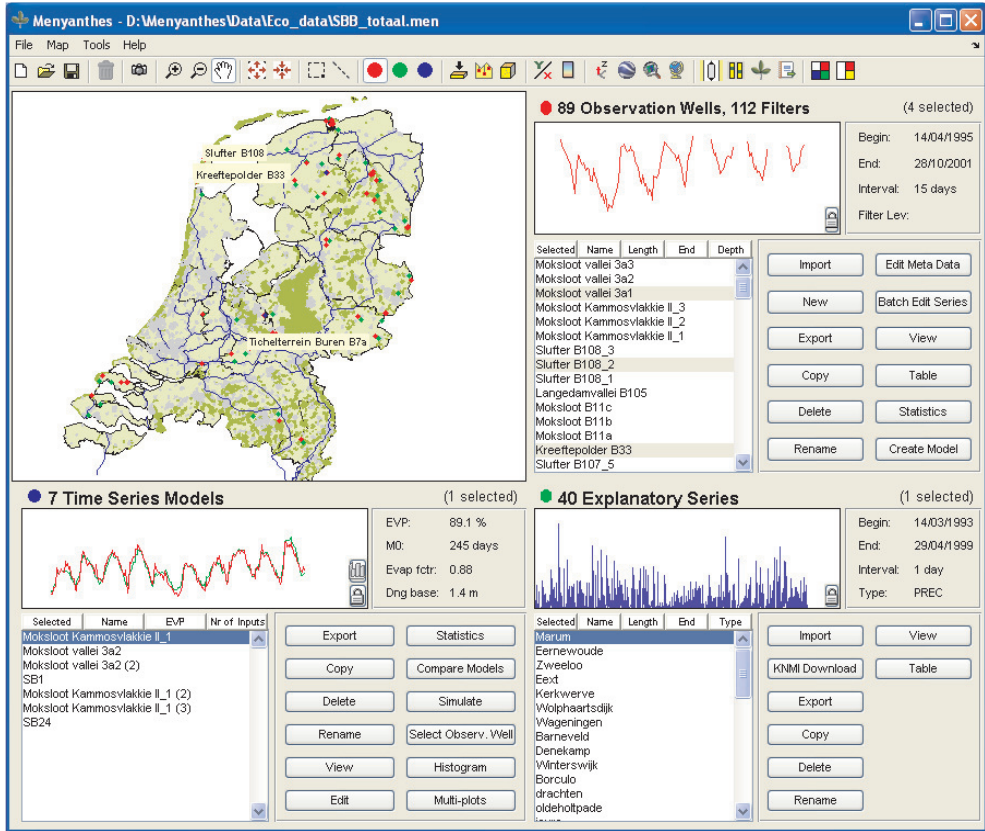 Menyanthes - D:\Menyanthes\Data\Eco_data\SBB_totaal.men
File Map Tools Help
Slufter B108
Kreeftepolder B33
Tichelterrein Buren B7a
89 Observation Wells, 112 Filters (4 selected)
Begin: 14/04/1995
End: 28/10/2001
Interval: 15 days
Filter Lev:
Selected Name Length End Depth
Moksloot vallei 3a3
Moksloot vallei 3a2
Moksloot vallei 3a1
Moksloot Kammosvlakkie II_3
Moksloot Kammosvlakkie II_2
Moksloot Kammosvlakkie II_1
Slufter B108_3
Slufter B108_2
Slufter B108_1
Langedamvallei B105
Moksloot B11c
Moksloot B11b
Moksloot B11a
Kreeftepolder B33
Slufter B107_5
Import Edit Meta Data
New Batch Edit Series
Export View
Copy Table
Delete Statistics
Rename Create Model
7 Time Series Models (1 selected)
EVP: 89.1 %
M0: 245 days
Evap fctr: 0.88
Dng base: 1.4 m
Selected Name EVP Nr of Inputs
Moksloot Kammosvlakkie II_1
Moksloot vallei 3a2
Moksloot vallei 3a2 (2)
SB1
Moksloot Kammosvlakkie II_1 (2)
Moksloot Kammosvlakkie II_1 (3)
SB24
Export Statistics
Copy Compare Models
Delete Simulate
Rename Select Observ. Well
View Histogram
Edit Multi-plots
40 Explanatory Series (1 selected)
Begin: 14/03/1993
End: 29/04/1999
Interval: 1 day
Type: PREC
Selected Name Length End Type
Marum
Eernewoude
Zweeloo
Eext
Kerkwerve
Wolphaartsdijk
Wageningen
Barneveld
Denekamp
Winterswijk
Borculo
drachten
oldeholtpade
Import View
KNMI Download Table
Export
Copy
Delete
Rename